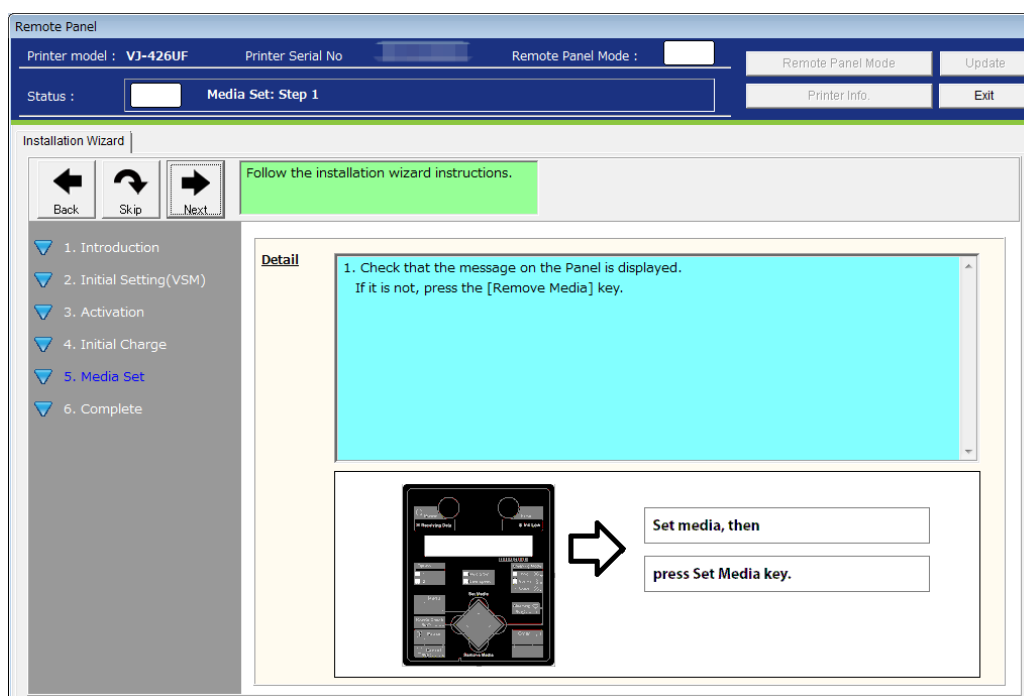 Remote Panel
Printer model : VJ-426UF Printer Serial No Remote Panel Mode :
Remote Panel Mode Update
Status : Media Set: Step 1
Printer Info. Exit
Installation Wizard
Back Skip Next
Follow the installation wizard instructions.
1. Introduction
2. Initial Setting(VSM)
3. Activation
4. Initial Charge
5. Media Set
6. Complete
Detail
1. Check that the message on the Panel is displayed.
If it is not, press the [Remove Media] key.
Set media, then
press Set Media key.
Set Media
Remove Media